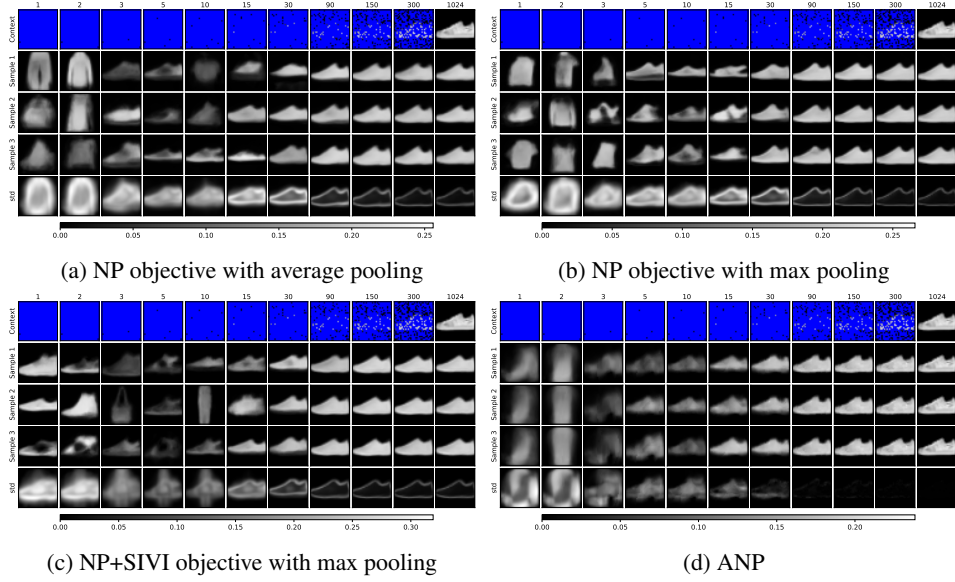 1 2 3 5 10 15 30 90 150 300 1024
Context
Sample 1
Sample 2
Sample 3
std
0.00 0.05 0.10 0.15 0.20 0.25
(a) NP objective with average pooling
1 2 3 5 10 15 30 90 150 300 1024
Context
Sample 1
Sample 2
Sample 3
std
0.00 0.05 0.10 0.15 0.20 0.25
(b) NP objective with max pooling
1 2 3 5 10 15 30 90 150 300 1024
Context
Sample 1
Sample 2
Sample 3
std
0.05 0.10 0.15 0.20 0.25 0.30
(c) NP+SIVI objective with max pooling
1 2 3 5 10 15 30 90 150 300 1024
Context
Sample 1
Sample 2
Sample 3
std
0.05 0.10 0.15 0.20
(d) ANP